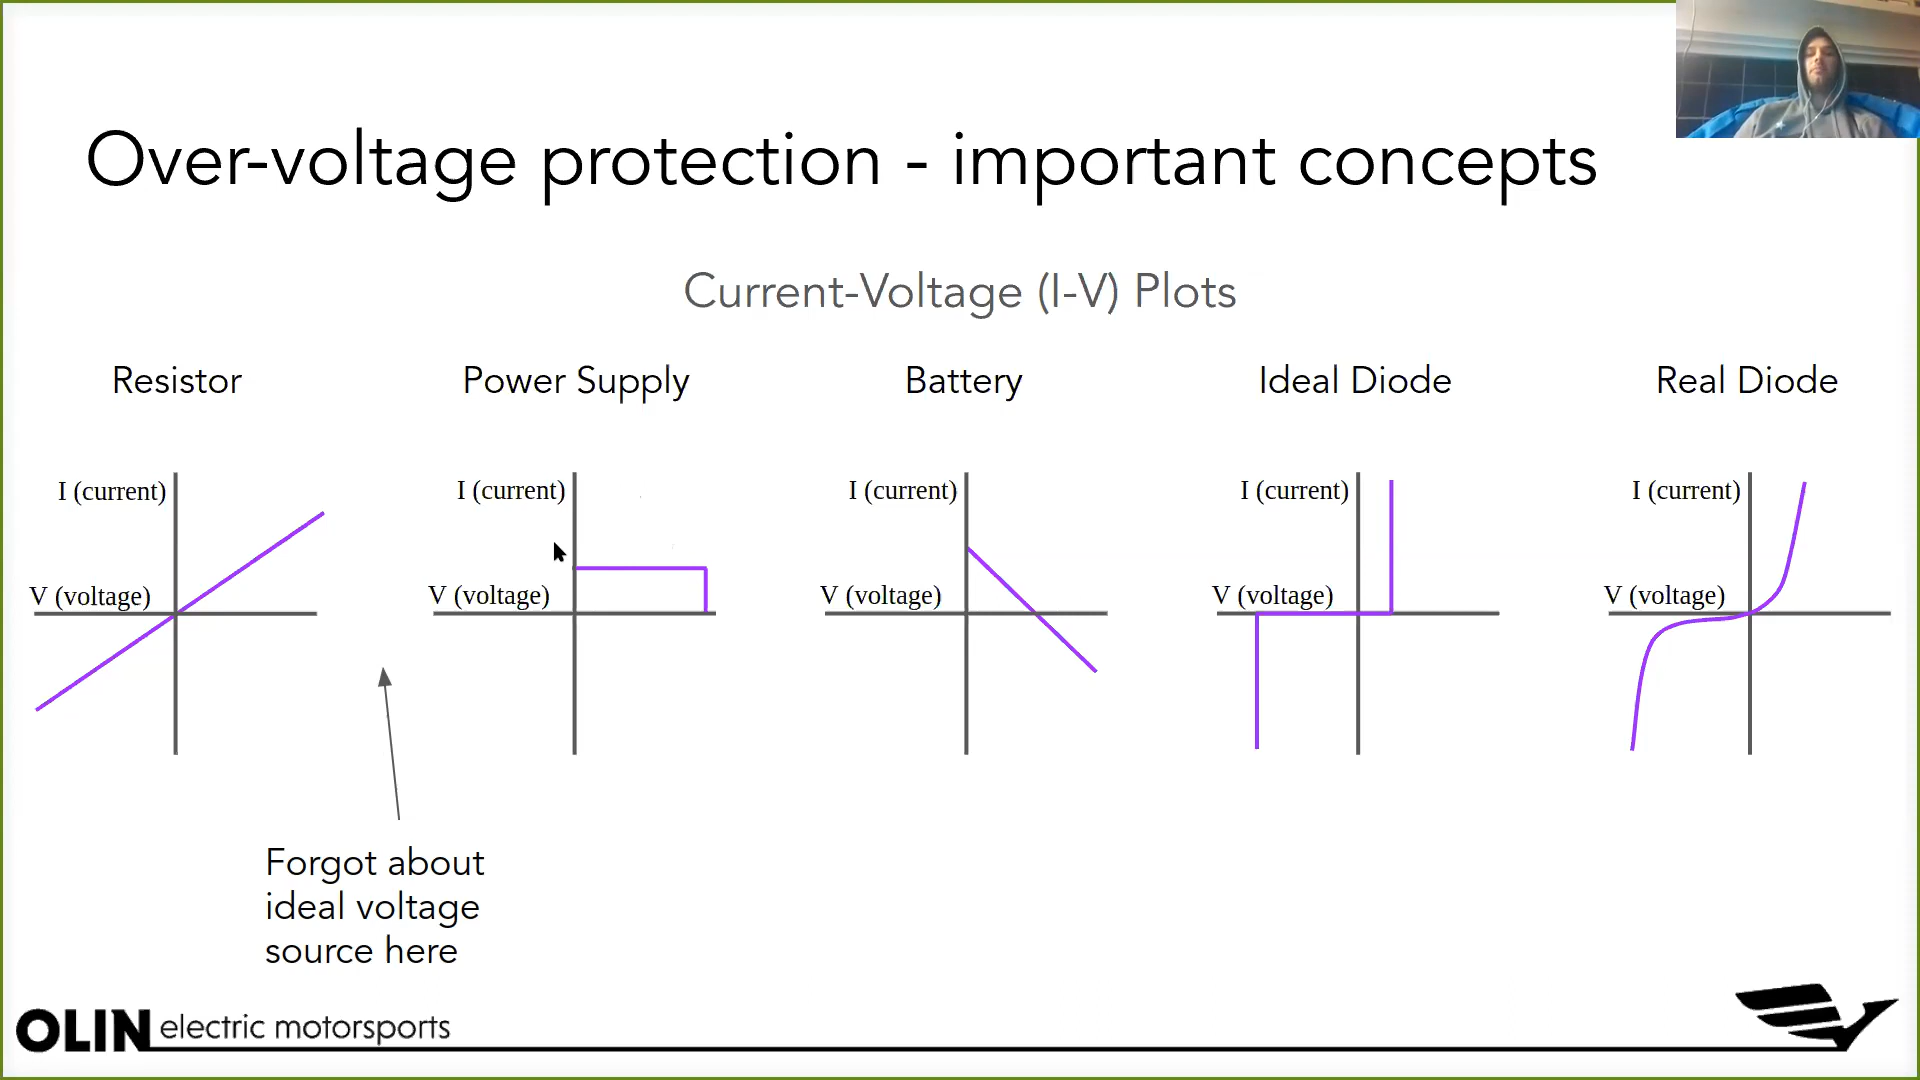 Over-voltage protection - important concepts
Current-Voltage (I-V) Plots
Resistor
Power Supply
Battery
Ideal Diode
Real Diode
I (current)
V (voltage)
I (current)
V (voltage)
I (current)
V (voltage)
I (current)
V (voltage)
I (current)
V (voltage)
Forgot about
ideal voltage
source here
OLIN electric motorsports